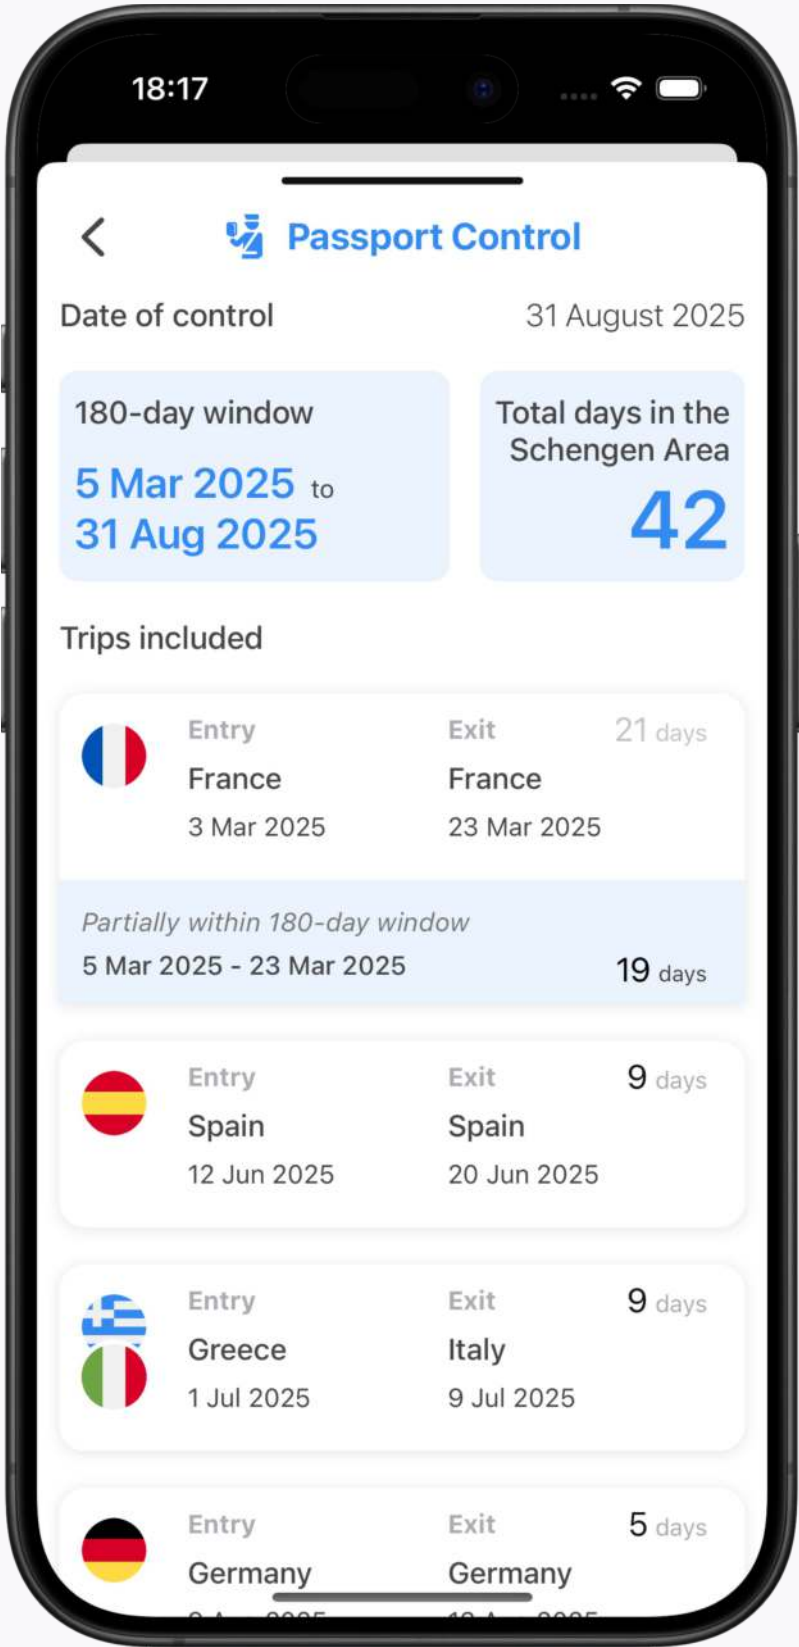 18:17
Passport Control
Date of control 31 August 2025
180-day window
5 Mar 2025 to
31 Aug 2025
Total days in the
Schengen Area
42
Trips included
Entry Exit 21 days
France France
3 Mar 2025 23 Mar 2025
Partially within 180-day window
5 Mar 2025 - 23 Mar 2025 19 days
Entry Exit 9 days
Spain Spain
12 Jun 2025 20 Jun 2025
Entry Exit 9 days
Greece Italy
1 Jul 2025 9 Jul 2025
Entry Exit 5 days
Germany Germany